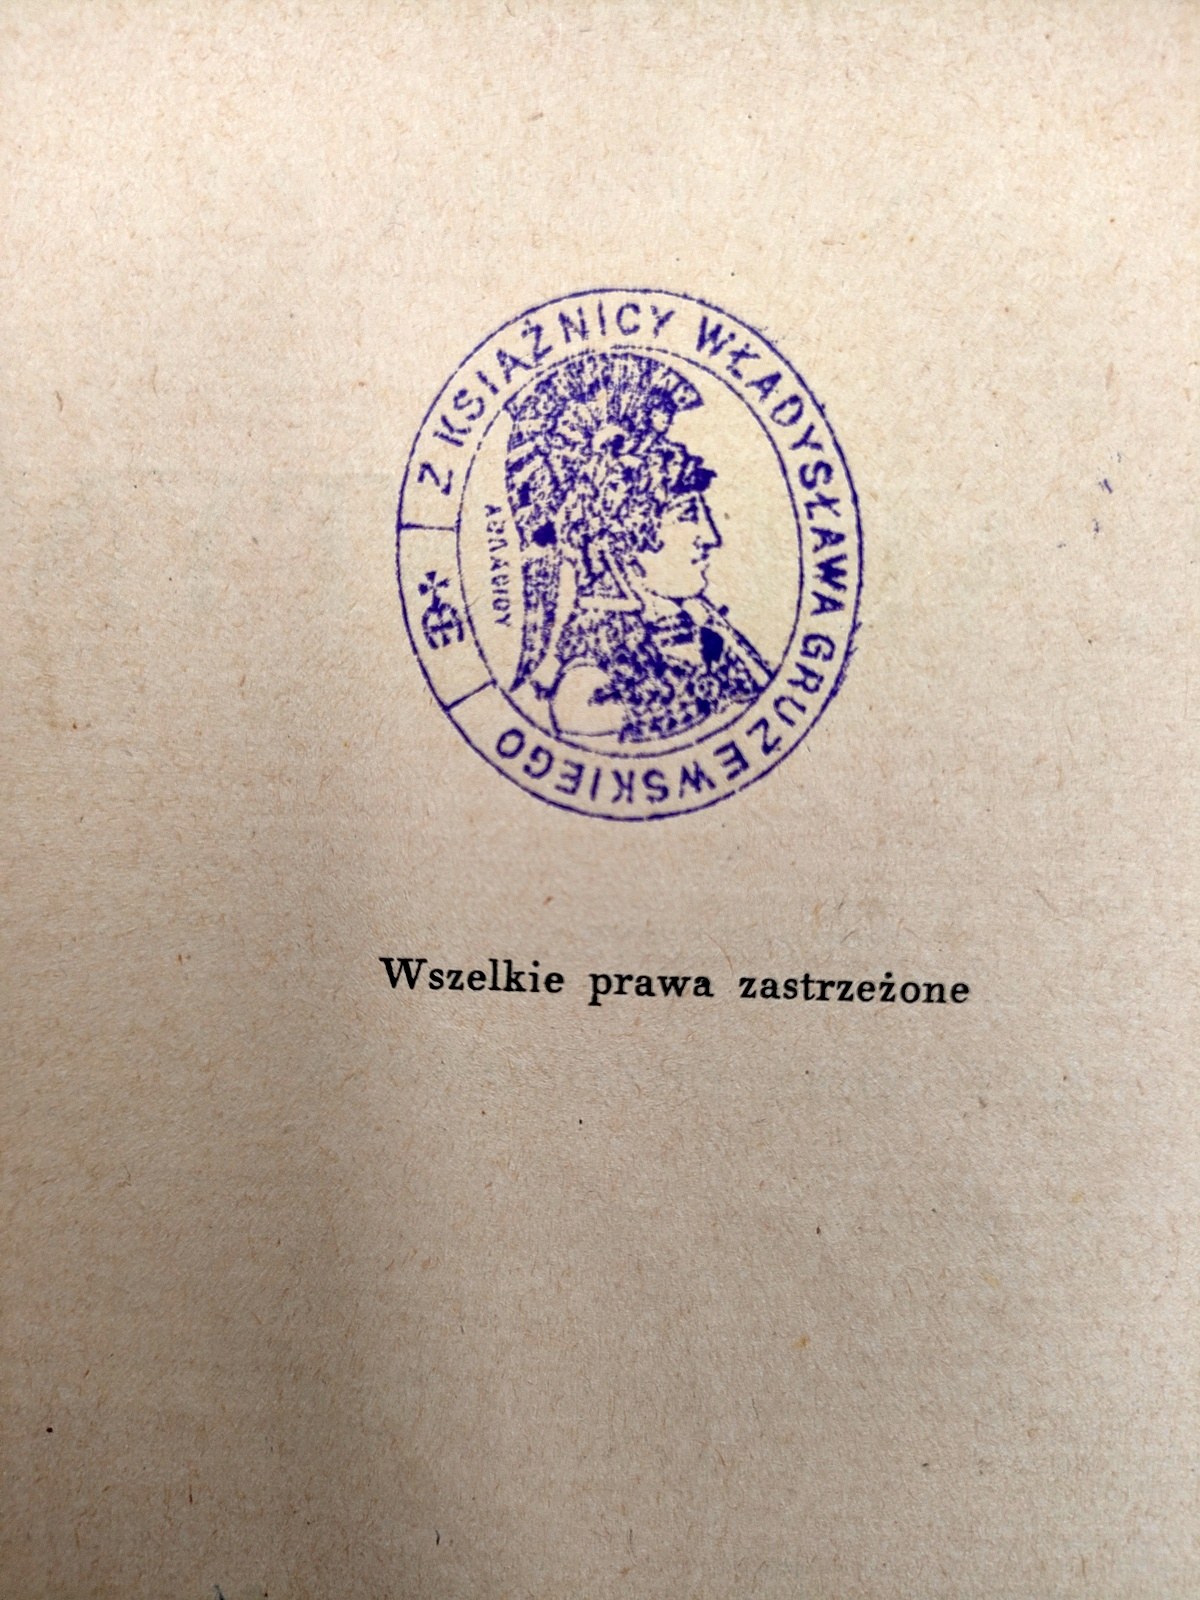 Z KSIĄŻNICY WŁADYSŁAWA GRUŻEWSKIEGO
Wszelkie prawa zastrzeżone